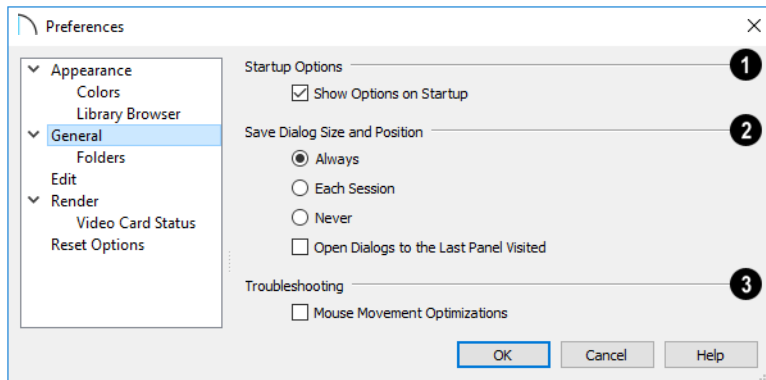 Preferences
Appearance
Colors
Library Browser
General
Folders
Edit
Render
Video Card Status
Reset Options
Startup Options 1
Show Options on Startup
Save Dialog Size and Position 2
Always
Each Session
Never
Open Dialogs to the Last Panel Visited
Troubleshooting 3
Mouse Movement Optimizations
OK Cancel Help